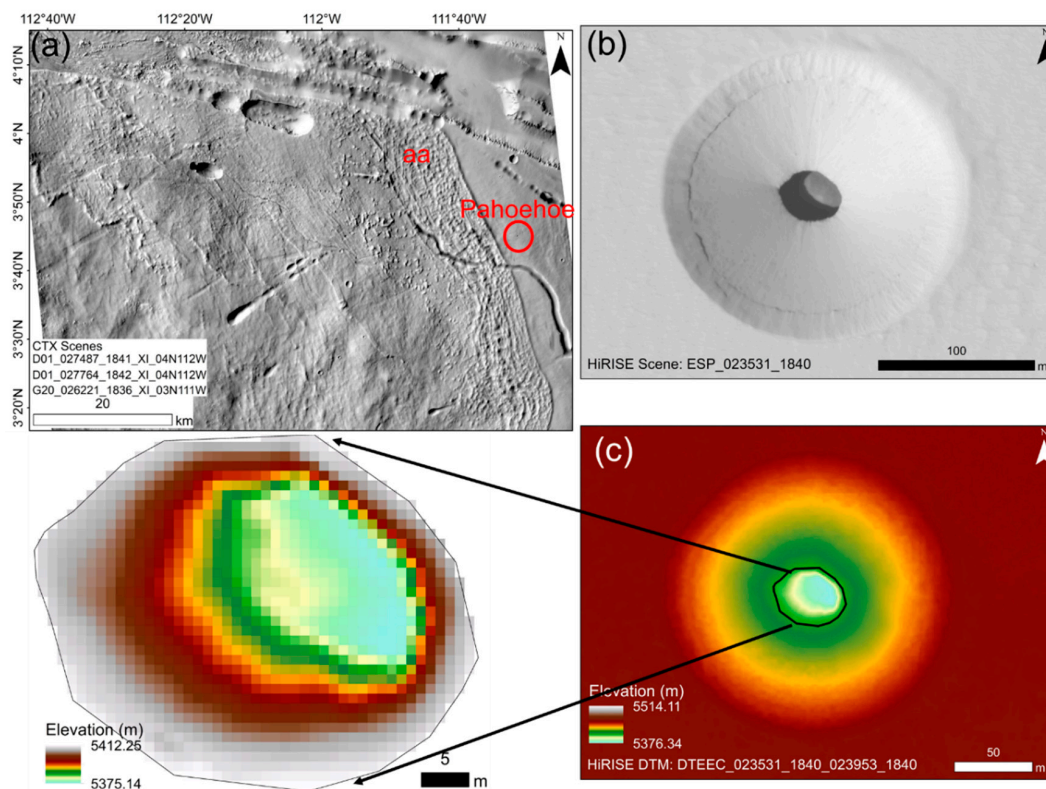 112°40'W 112°20'W 112°0'W 111°40'W
(a)
N
4°10'N
4°N
3°50'N
3°40'N
3°30'N
3°20'N
aa
Pahoehoe
CTX Scenes
D01_027487_1841_XI_04N112W
D01_027764_1842_XI_04N112W
G20_026221_1836_XI_03N111W
20
km
(b)
N
HiRISE Scene: ESP_023531_1840
100
m
Elevation (m)
5412.25
5375.14
5
m
(c)
N
Elevation (m)
5514.11
5376.34
HiRISE DTM: DTEEC_023531_1840_023953_1840
50
m